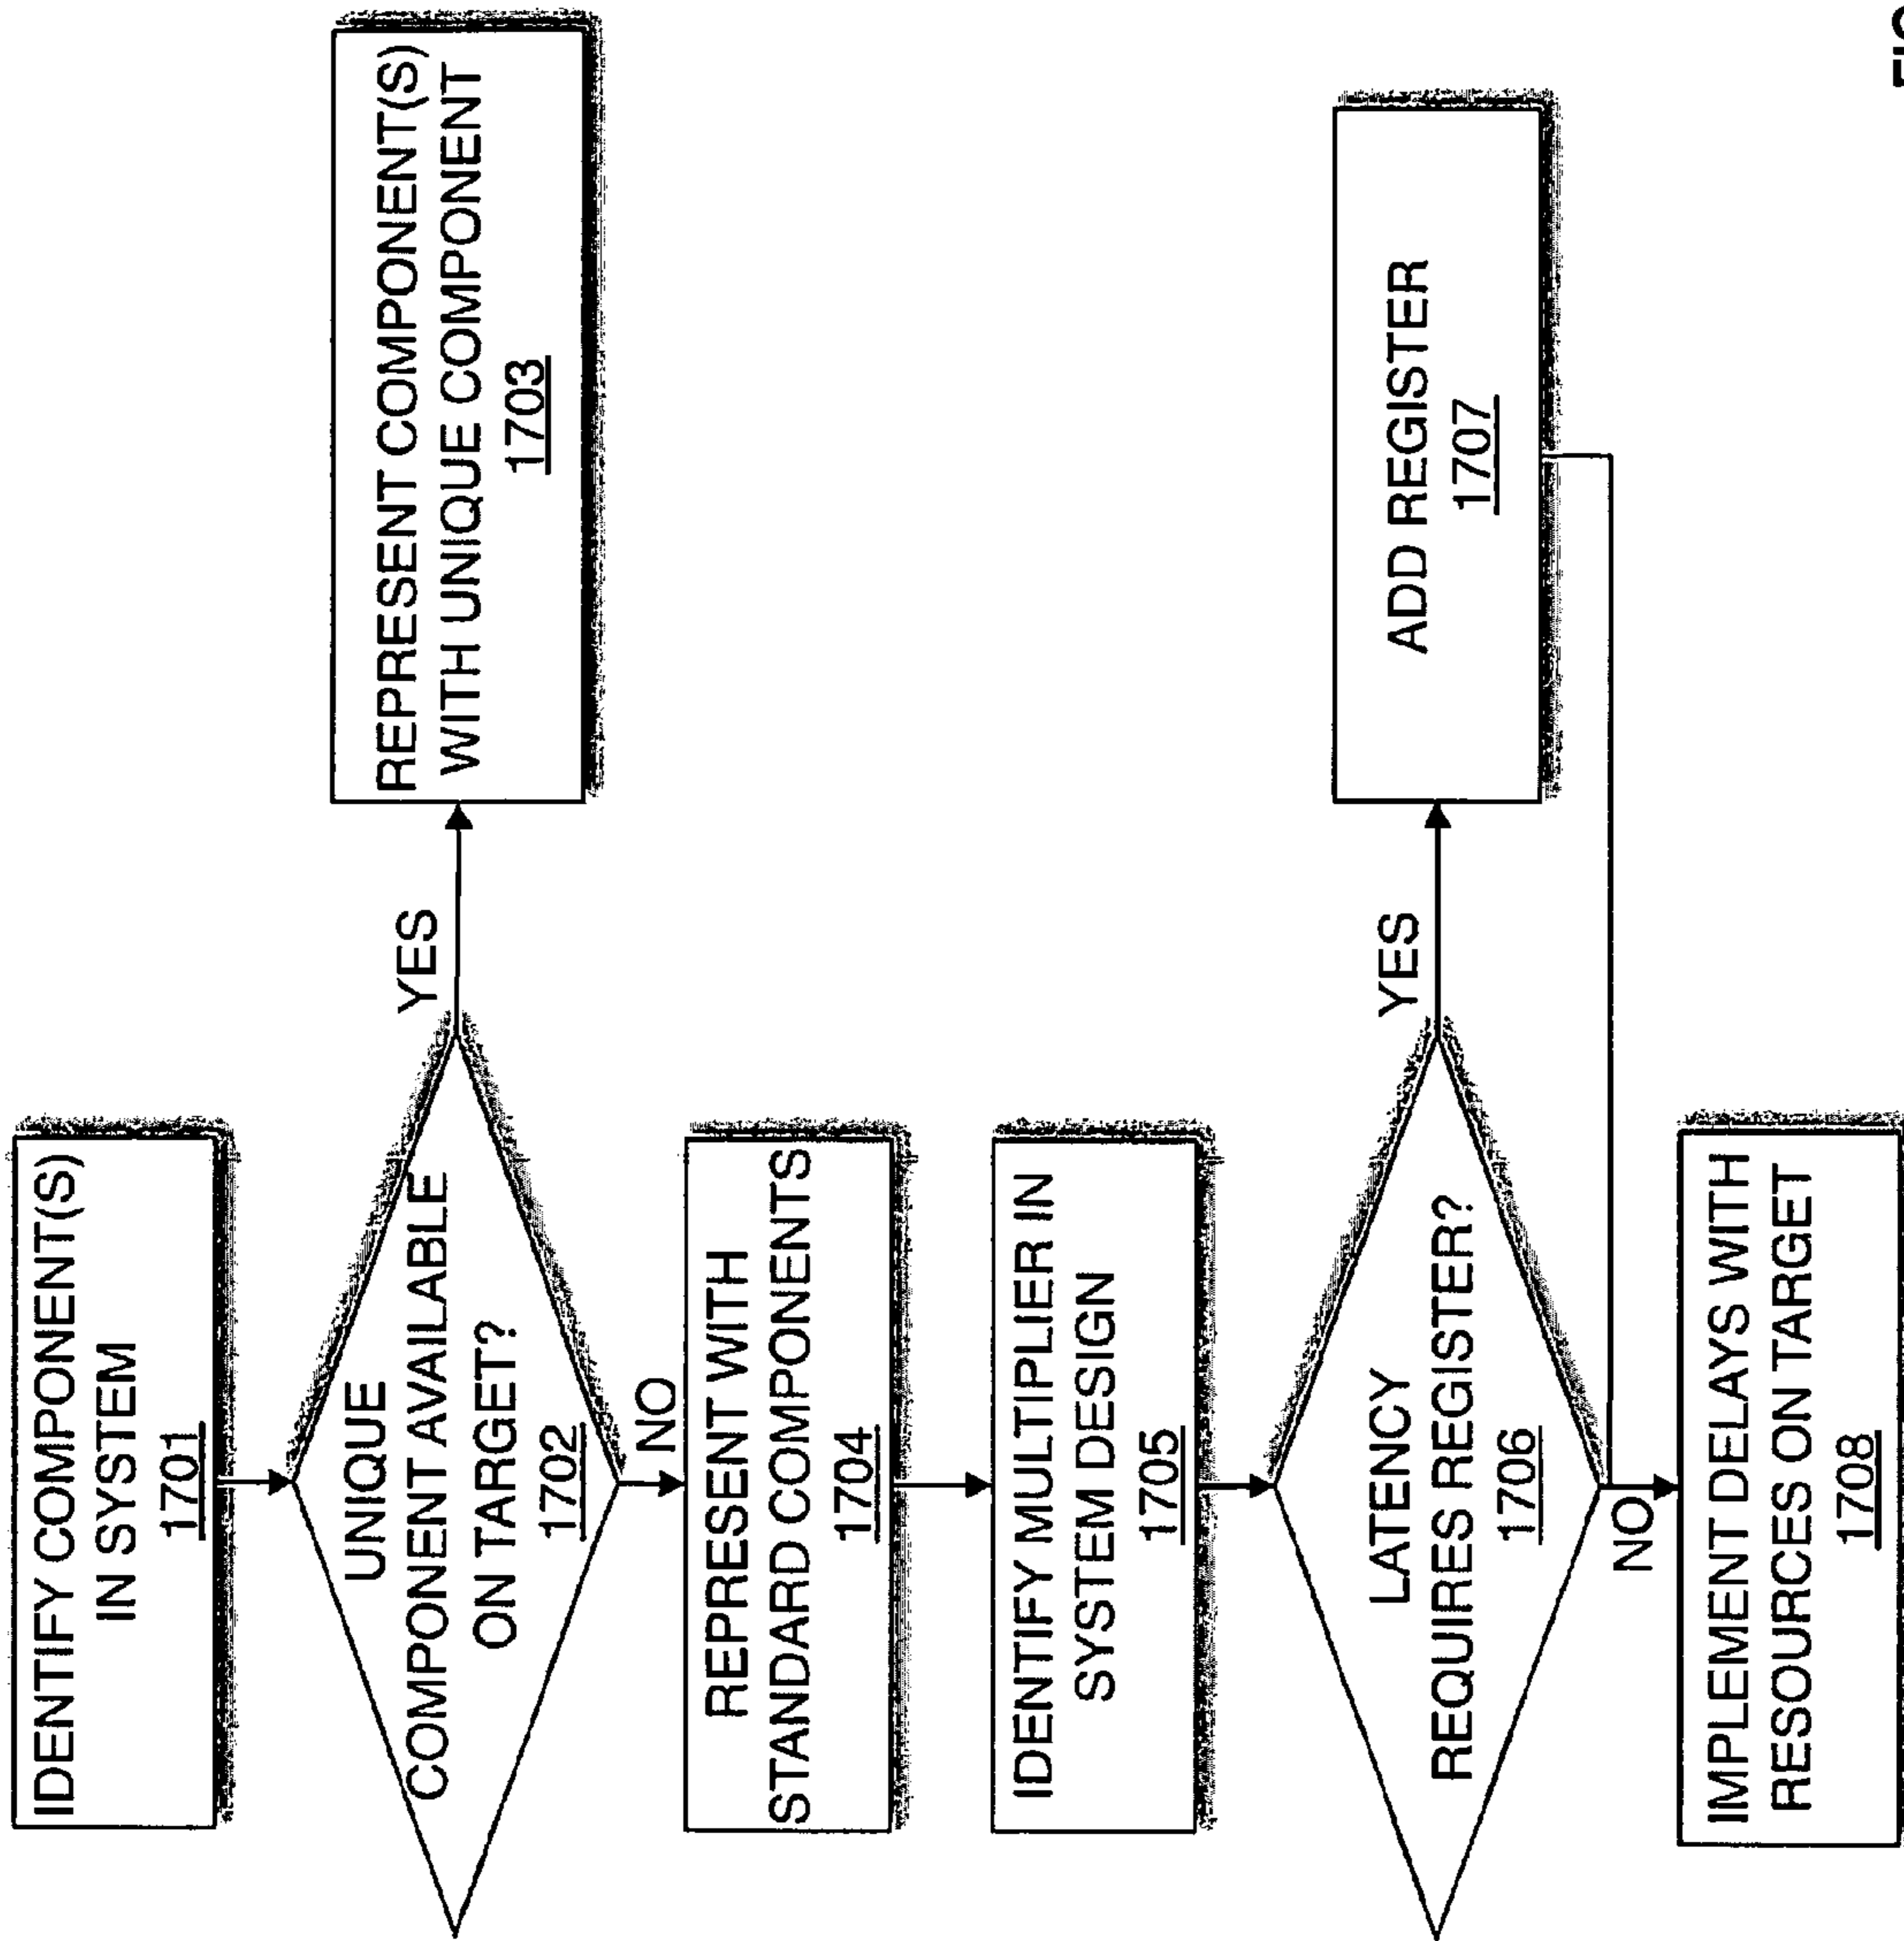 IDENTIFY COMPONENT(S)
IN SYSTEM
1701
UNIQUE
COMPONENT AVAILABLE
ON TARGET?
1702
YES
REPRESENT COMPONENT(S)
WITH UNIQUE COMPONENT
1703
NO
REPRESENT WITH
STANDARD COMPONENTS
1704
IDENTIFY MULTIPLIER IN
SYSTEM DESIGN
1705
LATENCY
REQUIRES REGISTER?
1706
YES
ADD REGISTER
1707
NO
IMPLEMENT DELAYS WITH
RESOURCES ON TARGET
1708